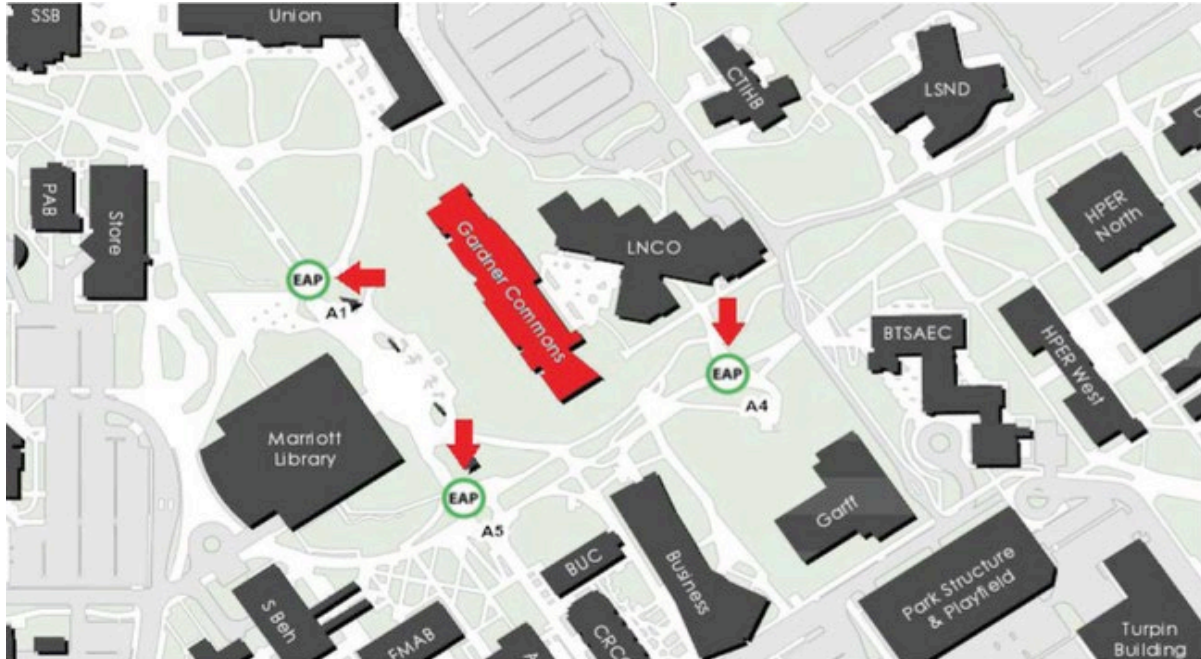 SSB
Union
CTIHB
LSND
PAB
Store
Gardner Commons
LNCO
HPER
North
EAP
A1
EAP
A4
BTSAEC
HPER West
Marriott
Library
EAP
A5
Garff
BUC
Business
Park Structure
& Playfield
S Beh
FMAB
CRCC
Turpin
Building